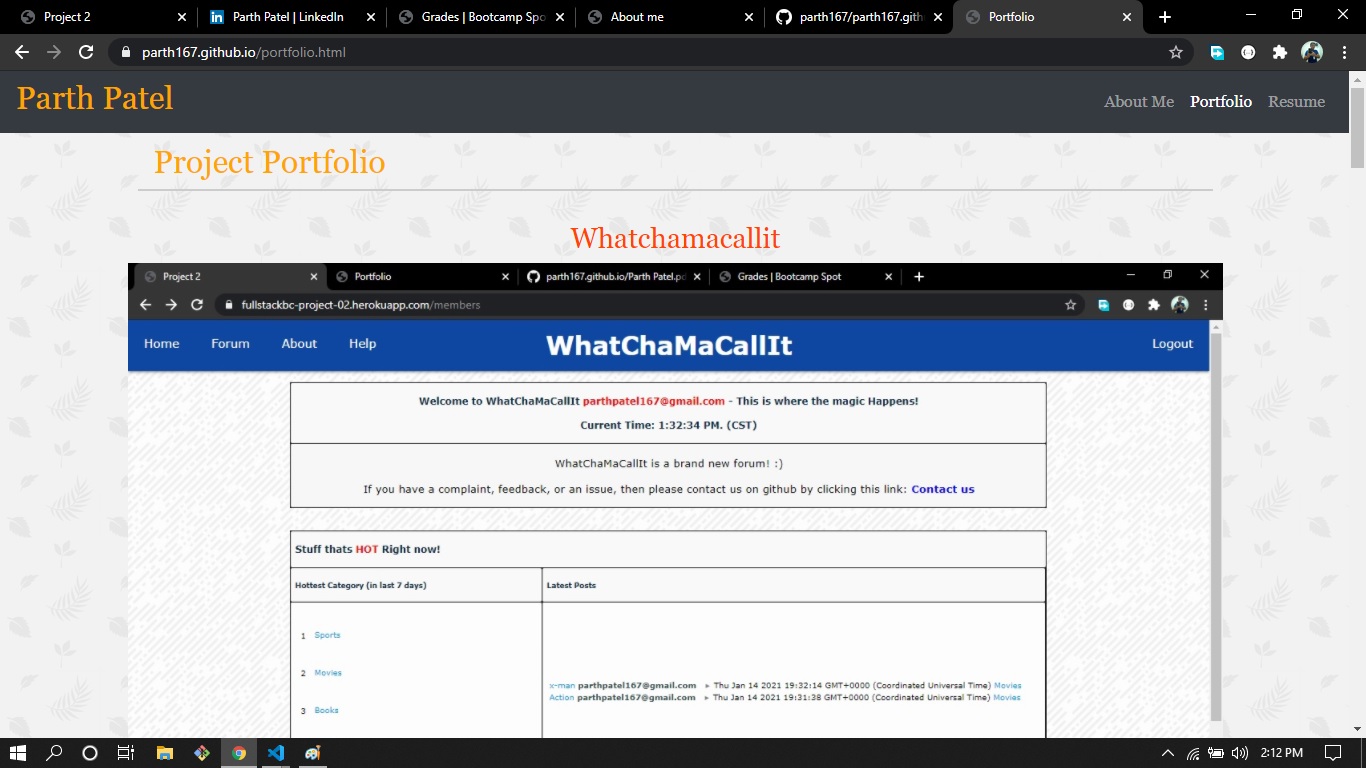 Project 2 Parth Patel | LinkedIn Grades | Bootcamp Spo About me parth167/parth167.gith Portfolio
parth167.github.io/portfolio.html
Parth Patel About Me Portfolio Resume
Project Portfolio
Whatchamacallit
Project 2 Portfolio parth167.github.io/Parth Patel.pd Grades | Bootcamp Spot
fullstackbc-project-02.herokuapp.com/members
Home Forum About Help WhatChaMaCallIt Logout
Welcome to WhatChaMaCallIt parthpatel167@gmail.com - This is where the magic Happens!
Current Time: 1:32:34 PM. (CST)
WhatChaMaCallIt is a brand new forum! :)
If you have a complaint, feedback, or an issue, then please contact us on github by clicking this link: Contact us
Stuff thats HOT Right now!
Hottest Category (in last 7 days) Latest Posts
1 Sports
2 Movies
x-man parthpatel167@gmail.com ► Thu Jan 14 2021 19:32:14 GMT+0000 (Coordinated Universal Time) Movies
Action parthpatel167@gmail.com ► Thu Jan 14 2021 19:31:38 GMT+0000 (Coordinated Universal Time) Movies
3 Books
2:12 PM